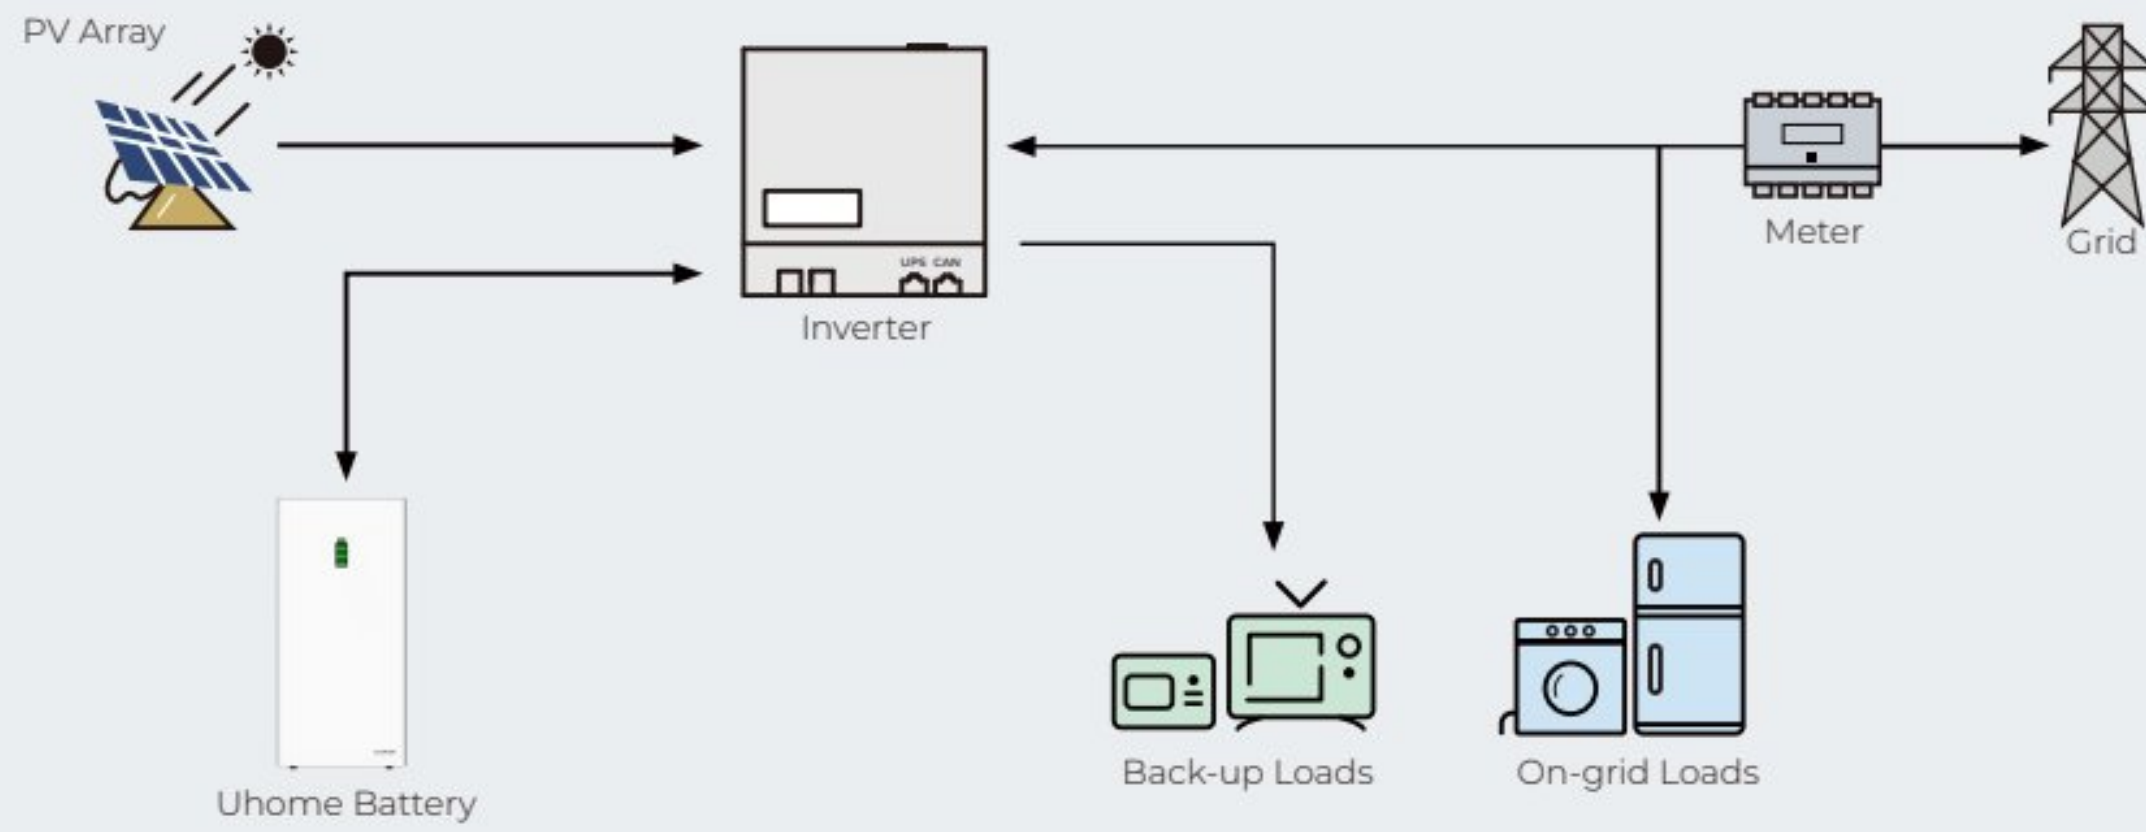 PV Array
UPS CAN
Meter
Grid
Inverter
Back-up Loads
On-grid Loads
Uhome Battery